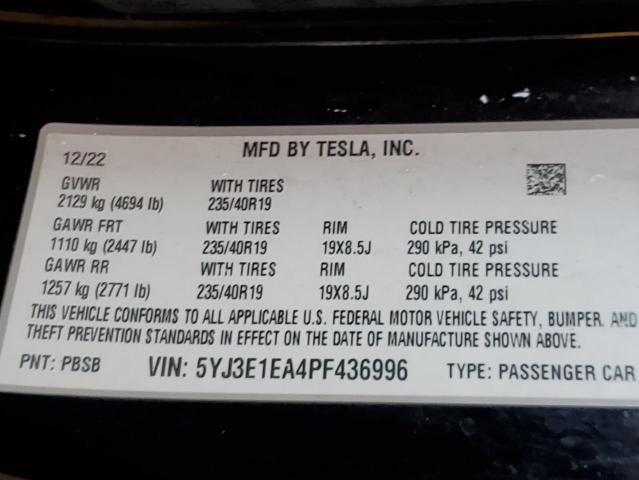 12/22 MFD BY TESLA, INC.
GVWR WITH TIRES
2129 kg (4694 lb) 235/40R19
GAWR FRT WITH TIRES RIM COLD TIRE PRESSURE
1110 kg (2447 lb) 235/40R19 19X8.5J 290 kPa, 42 psi
GAWR RR WITH TIRES RIM COLD TIRE PRESSURE
1257 kg (2771 lb) 235/40R19 19X8.5J 290 kPa, 42 psi
THIS VEHICLE CONFORMS TO ALL APPLICABLE U.S. FEDERAL MOTOR VEHICLE SAFETY, BUMPER, AND
THEFT PREVENTION STANDARDS IN EFFECT ON THE DATE OF MANUFACTURE SHOWN ABOVE.
PNT: PBSB VIN: 5YJ3E1EA4PF436996 TYPE: PASSENGER CAR